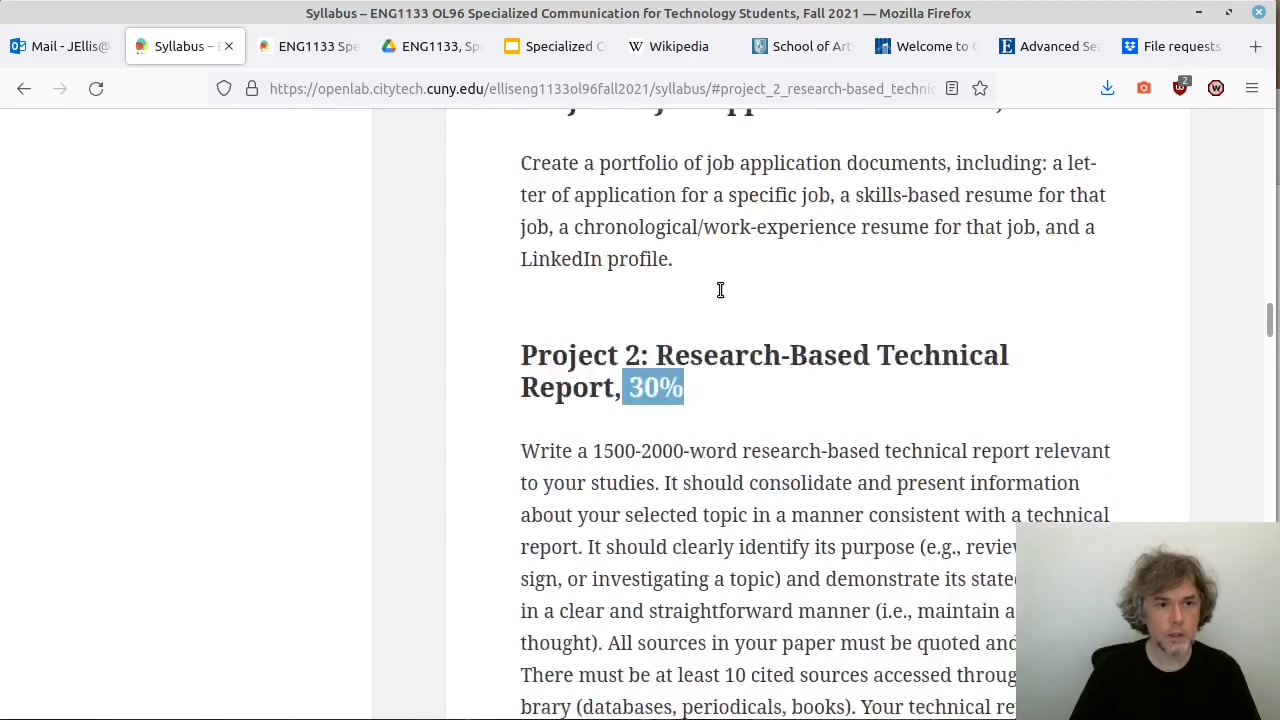 Syllabus – ENG1133 OL96 Specialized Communication for Technology Students, Fall 2021 — Mozilla Firefox
Mail - JEllis@
Syllabus – E
ENG1133 Spe
ENG1133, Sp
Specialized C
Wikipedia
School of Art
Welcome to C
Advanced Sea
File requests
https://openlab.citytech.cuny.edu/elliseng1133ol96fall2021/syllabus/#project_2_research-based_technic
2
Create a portfolio of job application documents, including: a let-
ter of application for a specific job, a skills-based resume for that
job, a chronological/work-experience resume for that job, and a
LinkedIn profile.
Project 2: Research-Based Technical
Report, 30%
Write a 1500-2000-word research-based technical report relevant
to your studies. It should consolidate and present information
about your selected topic in a manner consistent with a technical
report. It should clearly identify its purpose (e.g., review
sign, or investigating a topic) and demonstrate its state
in a clear and straightforward manner (i.e., maintain a
thought). All sources in your paper must be quoted and
There must be at least 10 cited sources accessed throug
brary (databases, periodicals, books). Your technical re